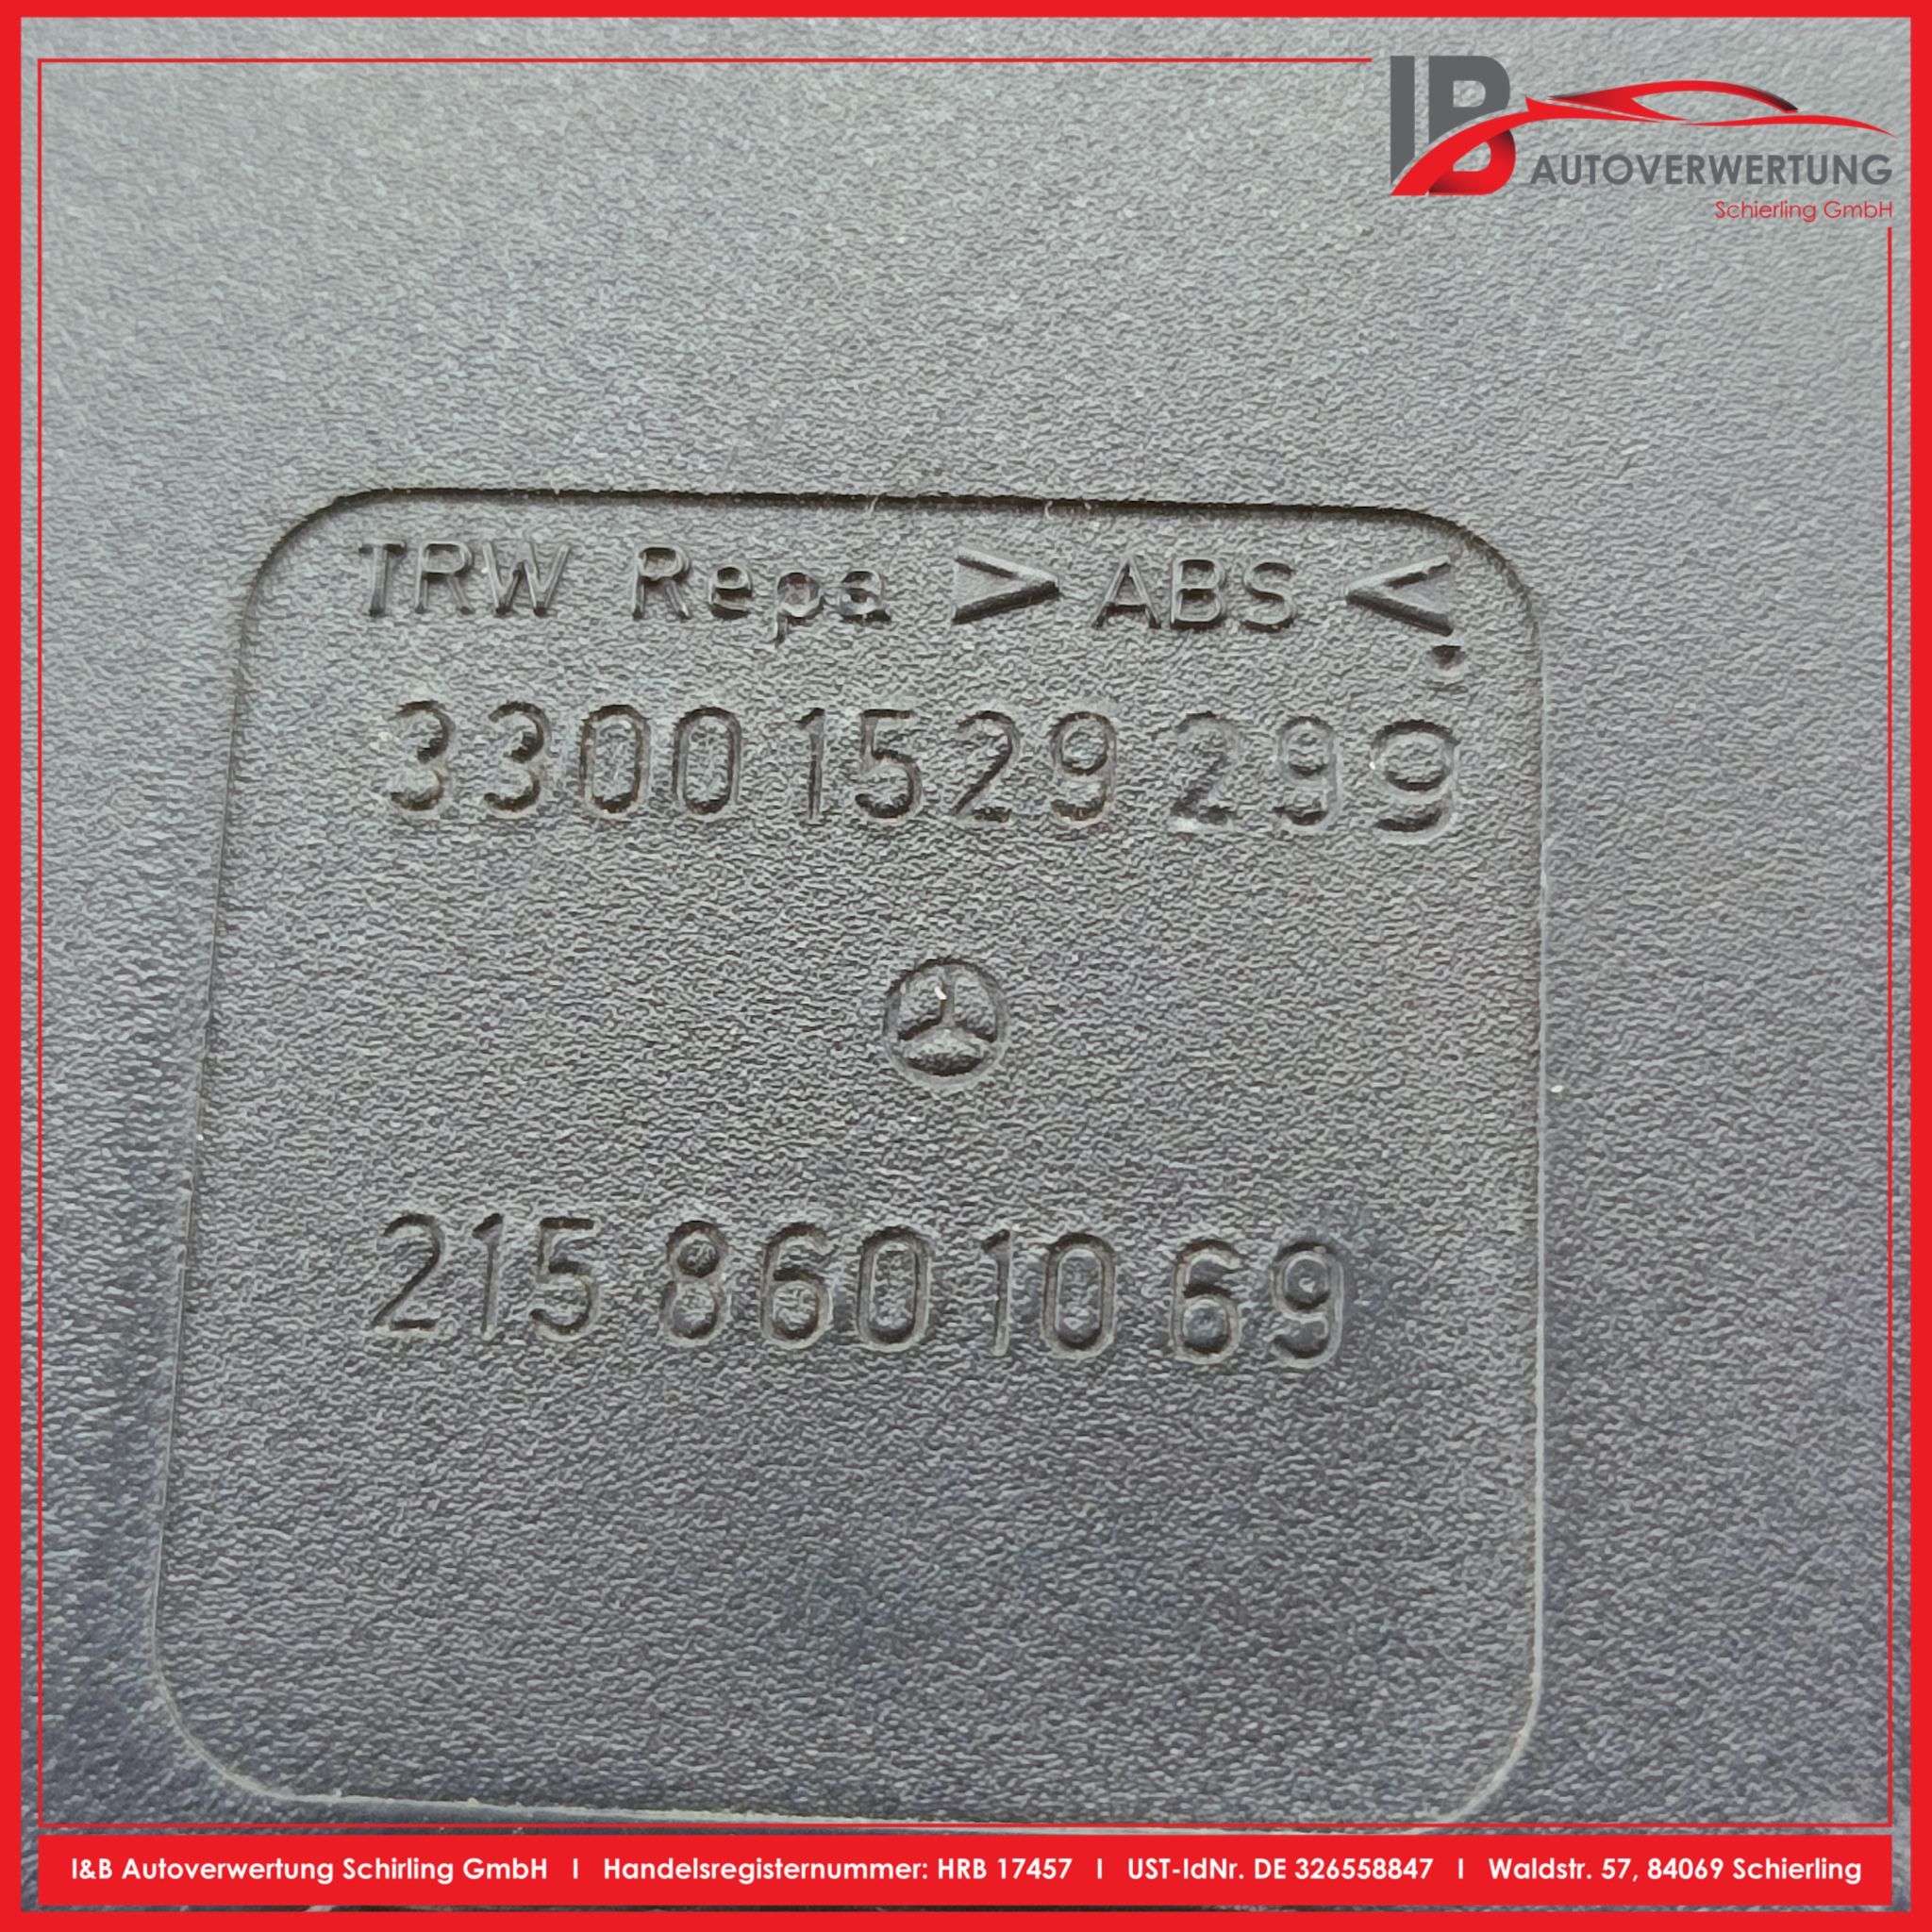 IB
AUTOVERWERTUNG
Schierling GmbH
TRW Repa > ABS <
3300 1529 299
215 860 10 69
I&B Autoverwertung Schirling GmbH I Handelsregisternummer: HRB 17457 I UST-IdNr. DE 326558847 I Waldstr. 57, 84069 Schierling